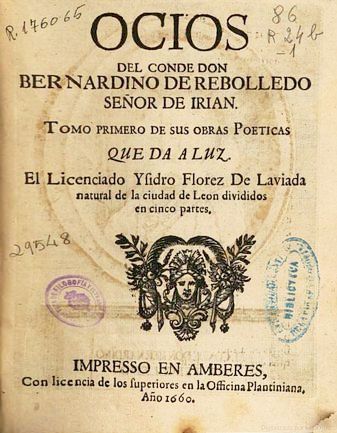 R.176065
86
R 24b
-1
OCIOS
DEL CONDE DON
BERNARDINO DE REBOLLEDO
SEÑOR DE IRIAN.
TOMO PRIMERO DE SUS OBRAS POETICAS
QUE DA A LUZ.
El Licenciado Ysidro Florez De Laviada
natural de la ciudad de Leon divididos
en cinco partes.
29548
BIBLIOTECA
IMPRESSO EN AMBERES,
Con licencia de los superiores en la Officina Plantiniana.
Año 1660.